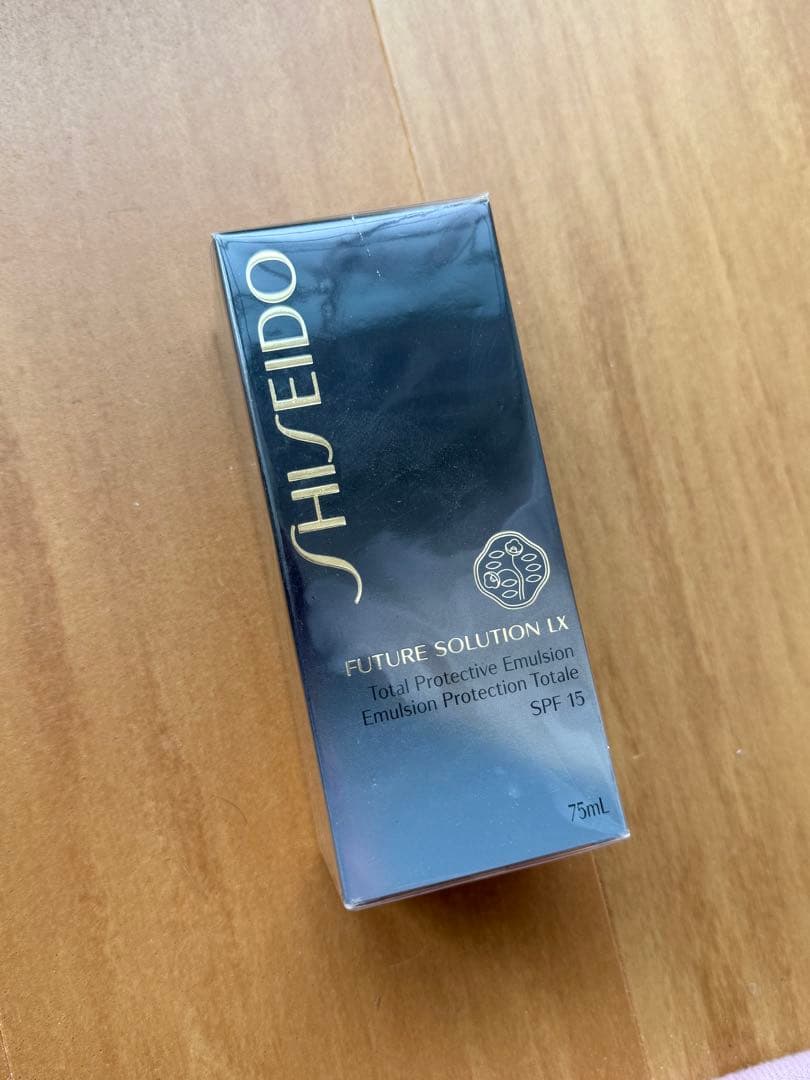 SHISEIDO
FUTURE SOLUTION LX
Total Protective Emulsion
Emulsion Protection Totale
SPF 15
75mL